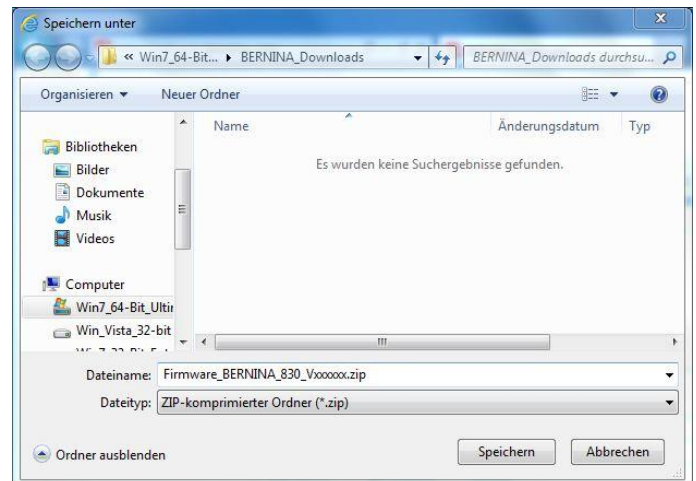 Speichern unter
« Win7_64-Bit... ▸ BERNINA_Downloads
BERNINA_Downloads durchsu...
Organisieren
Neuer Ordner
Name
Änderungsdatum
Typ
Es wurden keine Suchergebnisse gefunden.
Bibliotheken
Bilder
Dokumente
Musik
Videos
Computer
Win7_64-Bit_Ultir
Win_Vista_32-bit
Dateiname: Firmware_BERNINA_830_Vxxxxxx.zip
Dateityp: ZIP-komprimierter Ordner (*.zip)
Ordner ausblenden
Speichern
Abbrechen